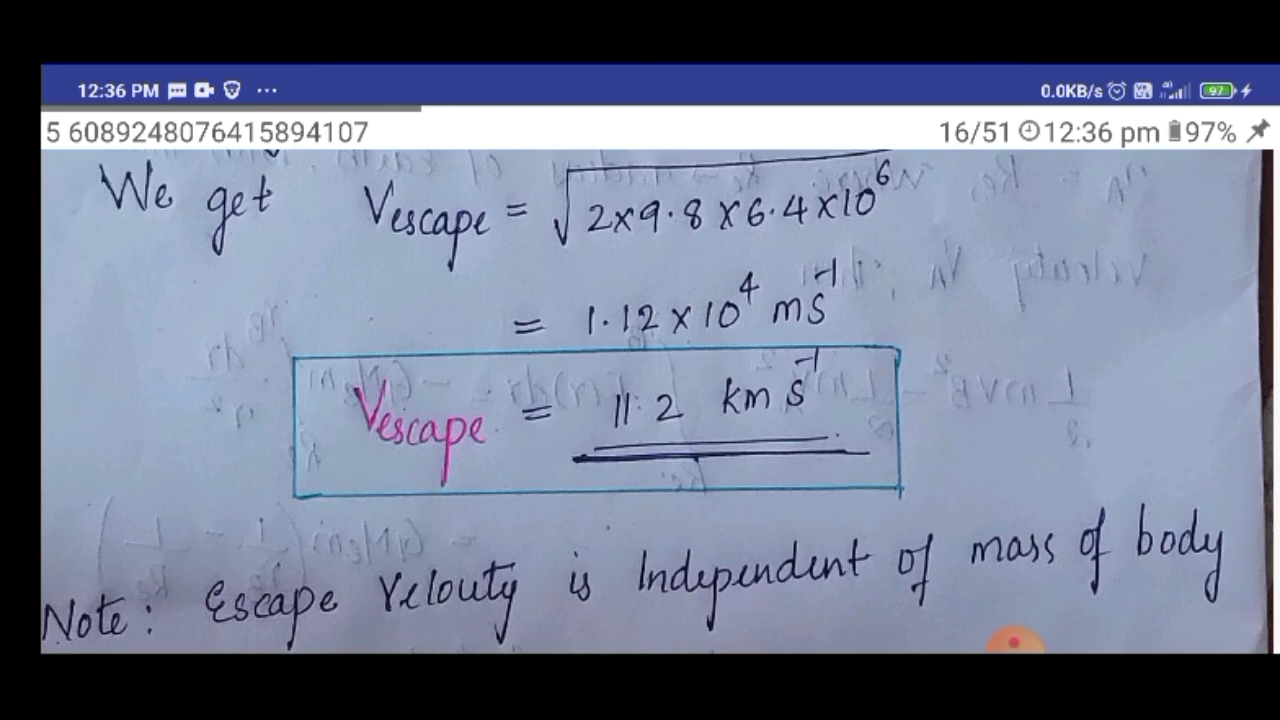 12:36 PM ... 0.0KB/s 97
5 6089248076415894107 16/51 12:36 pm 97%
We get Vescape = √2×9.8×6.4×10⁶
= 1.12×10⁴ ms⁻¹
Vescape = 11.2 km s⁻¹
Note: Escape Velouty is Independent of mass of body